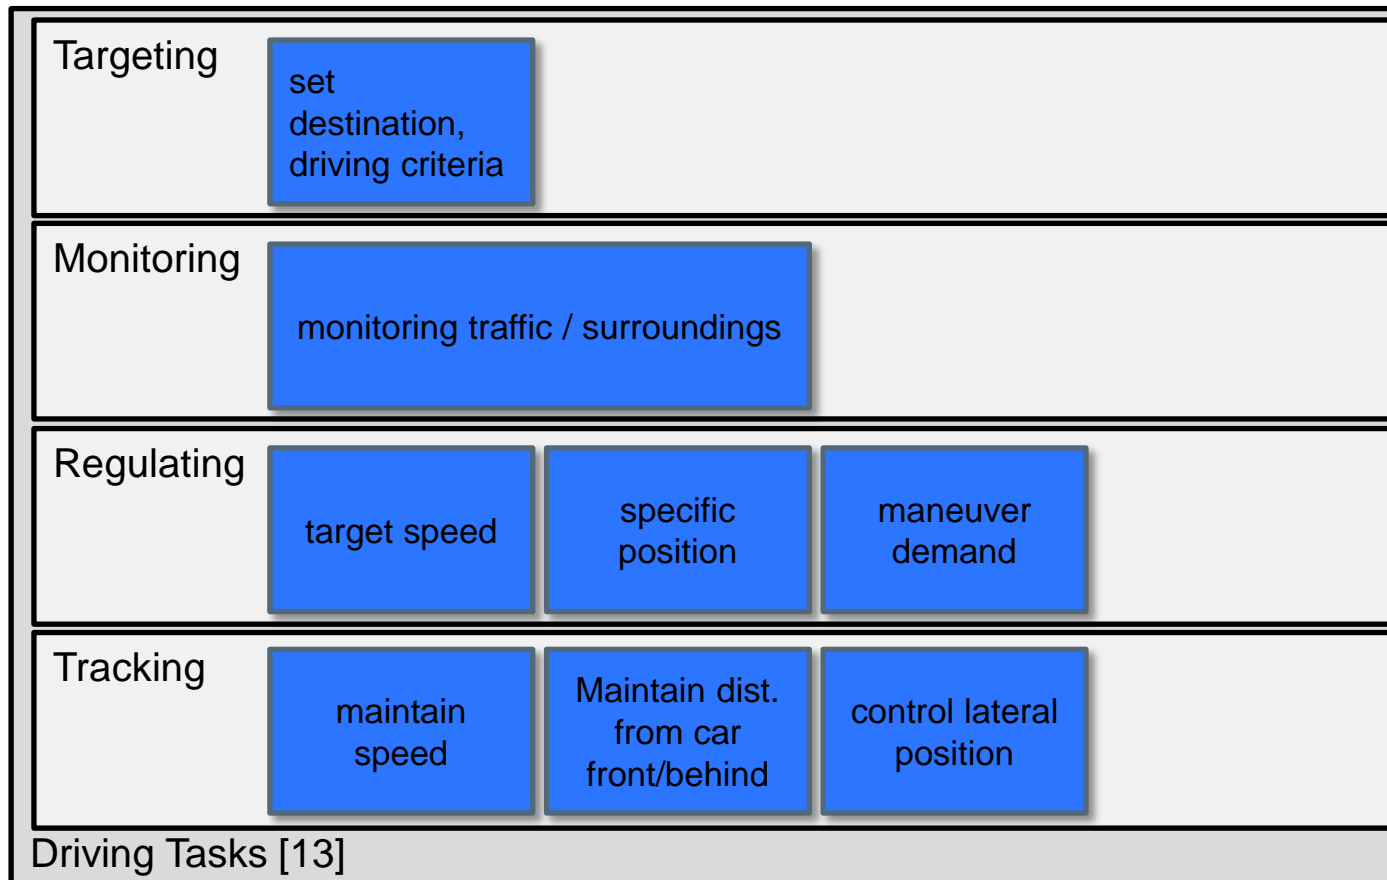 Targeting
set
destination,
driving criteria
Monitoring
monitoring traffic / surroundings
Regulating
target speed
specific
position
maneuver
demand
Tracking
maintain
speed
Maintain dist.
from car
front/behind
control lateral
position
Driving Tasks [13]